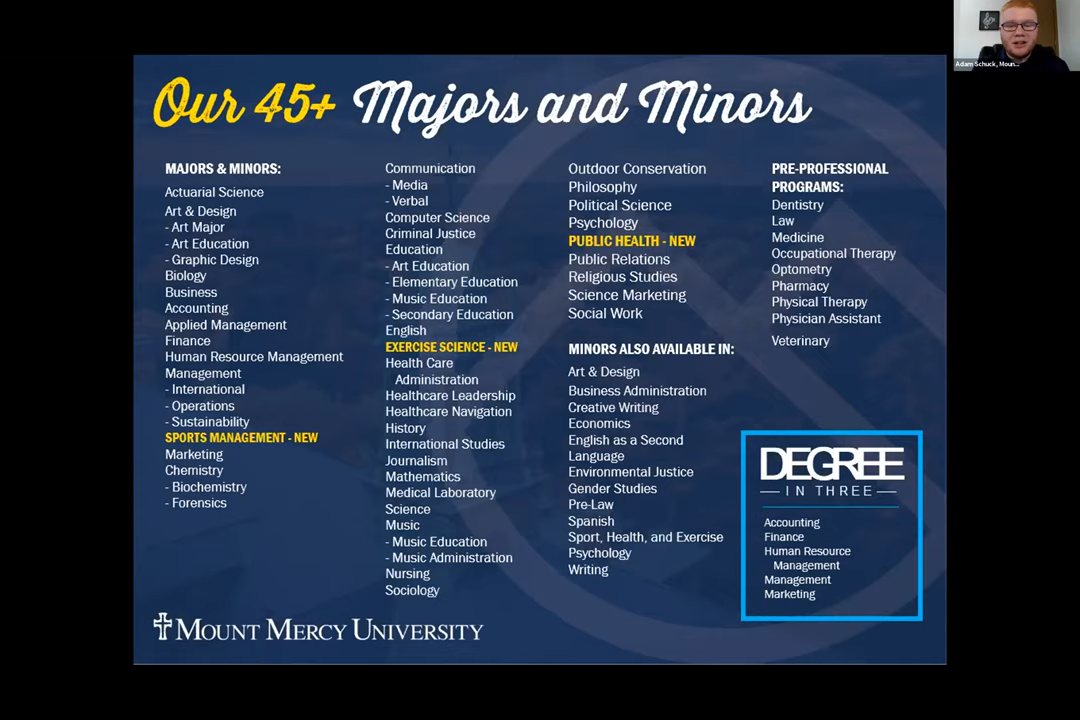 Our 45+ Majors and Minors
MAJORS & MINORS:
Actuarial Science
Art & Design
- Art Major
- Art Education
- Graphic Design
Biology
Business
Accounting
Applied Management
Finance
Human Resource Management
Management
- International
- Operations
- Sustainability
SPORTS MANAGEMENT - NEW
Marketing
Chemistry
- Biochemistry
- Forensics
Communication
- Media
- Verbal
Computer Science
Criminal Justice
Education
- Art Education
- Elementary Education
- Music Education
- Secondary Education
English
EXERCISE SCIENCE - NEW
Health Care
Administration
Healthcare Leadership
Healthcare Navigation
History
International Studies
Journalism
Mathematics
Medical Laboratory
Science
Music
- Music Education
- Music Administration
Nursing
Sociology
Outdoor Conservation
Philosophy
Political Science
Psychology
PUBLIC HEALTH - NEW
Public Relations
Religious Studies
Science Marketing
Social Work
MINORS ALSO AVAILABLE IN:
Art & Design
Business Administration
Creative Writing
Economics
English as a Second
Language
Environmental Justice
Gender Studies
Pre-Law
Spanish
Sport, Health, and Exercise
Psychology
Writing
PRE-PROFESSIONAL
PROGRAMS:
Dentistry
Law
Medicine
Occupational Therapy
Optometry
Pharmacy
Physical Therapy
Physician Assistant
Veterinary
DEGREE
IN THREE
Accounting
Finance
Human Resource
Management
Management
Marketing
MOUNT MERCY UNIVERSITY
Adam Schuck, Moun...